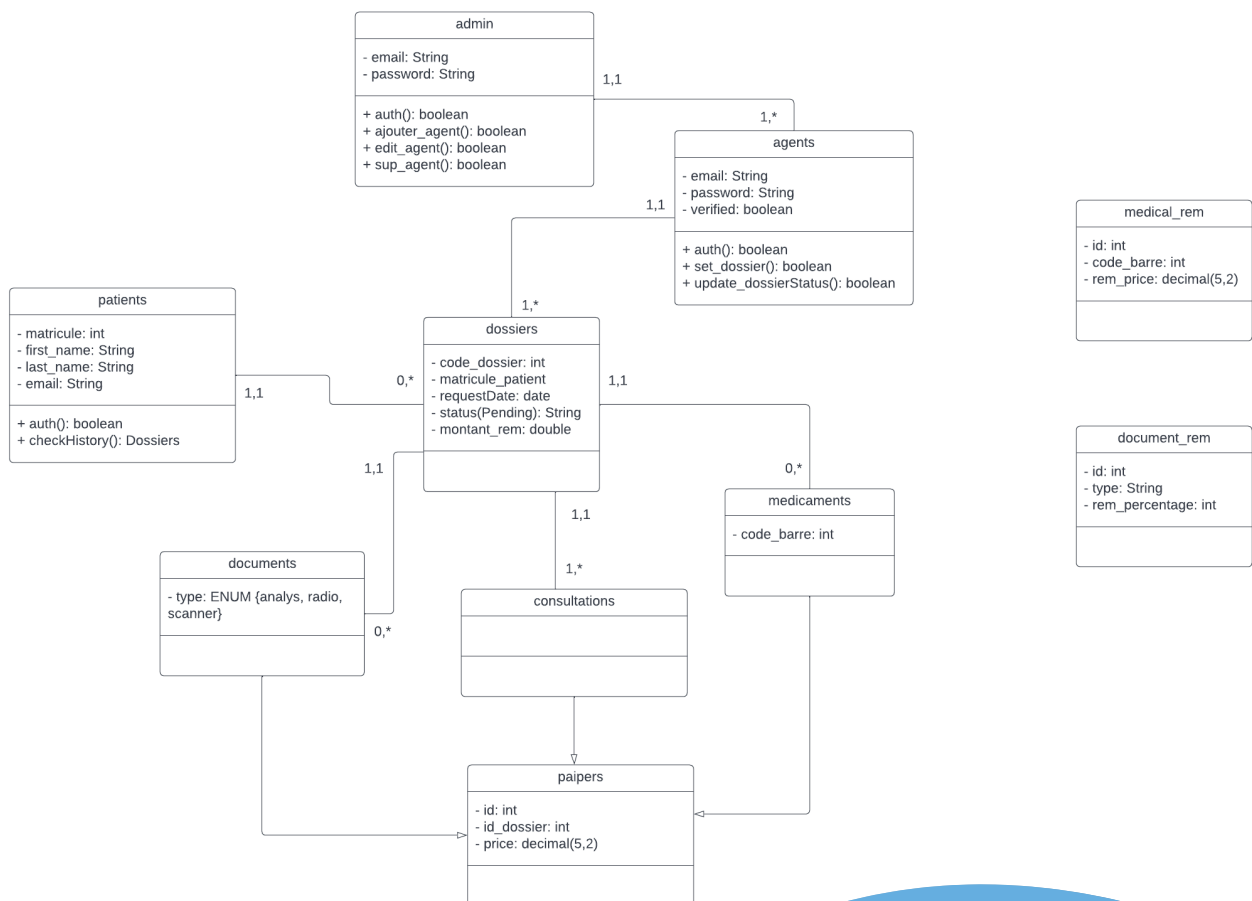 admin
- email: String
- password: String
+ auth(): boolean
+ ajouter_agent(): boolean
+ edit_agent(): boolean
+ sup_agent(): boolean
1,1
1,*
agents
- email: String
- password: String
- verified: boolean
+ auth(): boolean
+ set_dossier(): boolean
+ update_dossierStatus(): boolean
1,1
1,*
medical_rem
- id: int
- code_barre: int
- rem_price: decimal(5,2)
patients
- matricule: int
- first_name: String
- last_name: String
- email: String
+ auth(): boolean
+ checkHistory(): Dossiers
1,1
0,*
dossiers
- code_dossier: int
- matricule_patient
- requestDate: date
- status(Pending): String
- montant_rem: double
1,1
0,*
1,1
0,*
1,1
1,*
document_rem
- id: int
- type: String
- rem_percentage: int
medicaments
- code_barre: int
documents
- type: ENUM {analys, radio,
scanner}
consultations
paipers
- id: int
- id_dossier: int
- price: decimal(5,2)